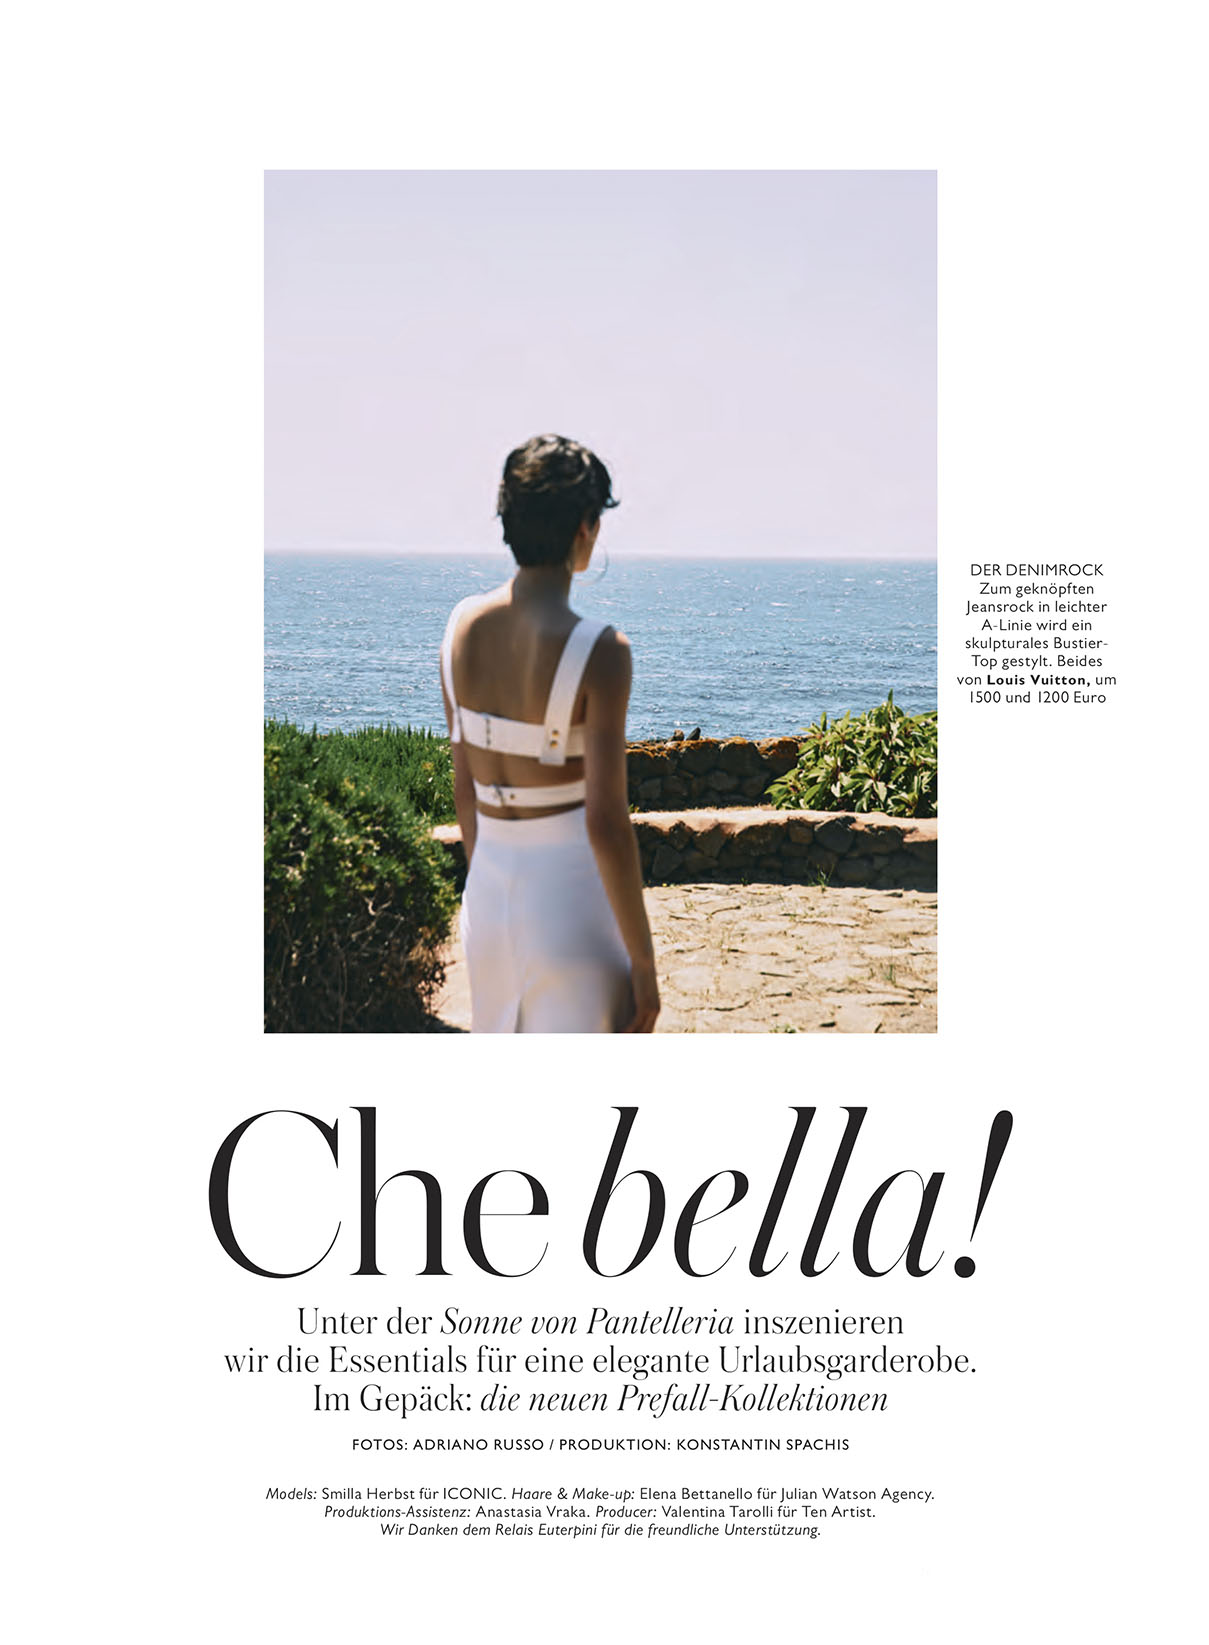 DER DENIMROCK
Zum geknöpften
Jeansrock in leichter
A-Linie wird ein
skulpturales Bustier-
Top gestylt. Beides
von Louis Vuitton, um
1500 und 1200 Euro
Che bella!
Unter der Sonne von Pantelleria inszenieren
wir die Essentials für eine elegante Urlaubsgarderobe.
Im Gepäck: die neuen Prefall-Kollektionen
FOTOS: ADRIANO RUSSO / PRODUKTION: KONSTANTIN SPACHIS
Models: Smilla Herbst für ICONIC. Haare & Make-up: Elena Bettanello für Julian Watson Agency.
Produktions-Assistenz: Anastasia Vraka. Producer: Valentina Tarolli für Ten Artist.
Wir Danken dem Relais Euterpini für die freundliche Unterstützung.